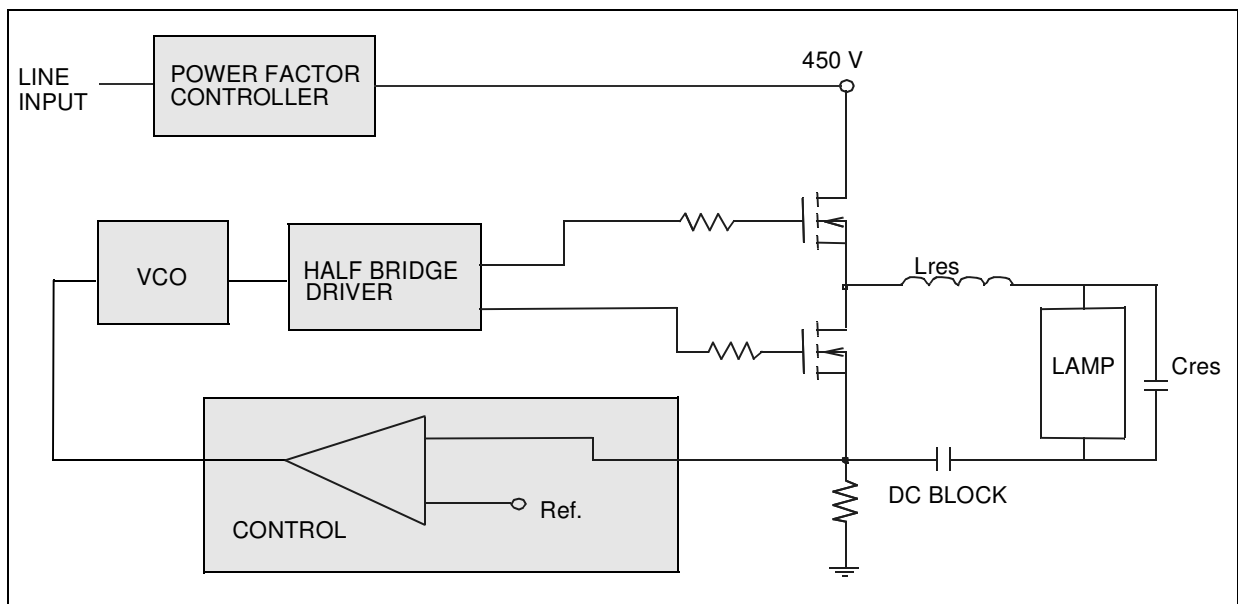 450 V
LINE
INPUT
POWER FACTOR
CONTROLLER
VCO
HALF BRIDGE
DRIVER
Lres
LAMP
Cres
DC BLOCK
Ref.
CONTROL